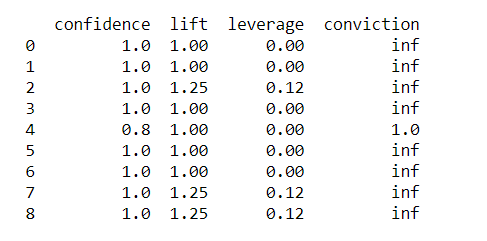 confidence lift leverage conviction
0 1.0 1.00 0.00 inf
1 1.0 1.00 0.00 inf
2 1.0 1.25 0.12 inf
3 1.0 1.00 0.00 inf
4 0.8 1.00 0.00 1.0
5 1.0 1.00 0.00 inf
6 1.0 1.00 0.00 inf
7 1.0 1.25 0.12 inf
8 1.0 1.25 0.12 inf